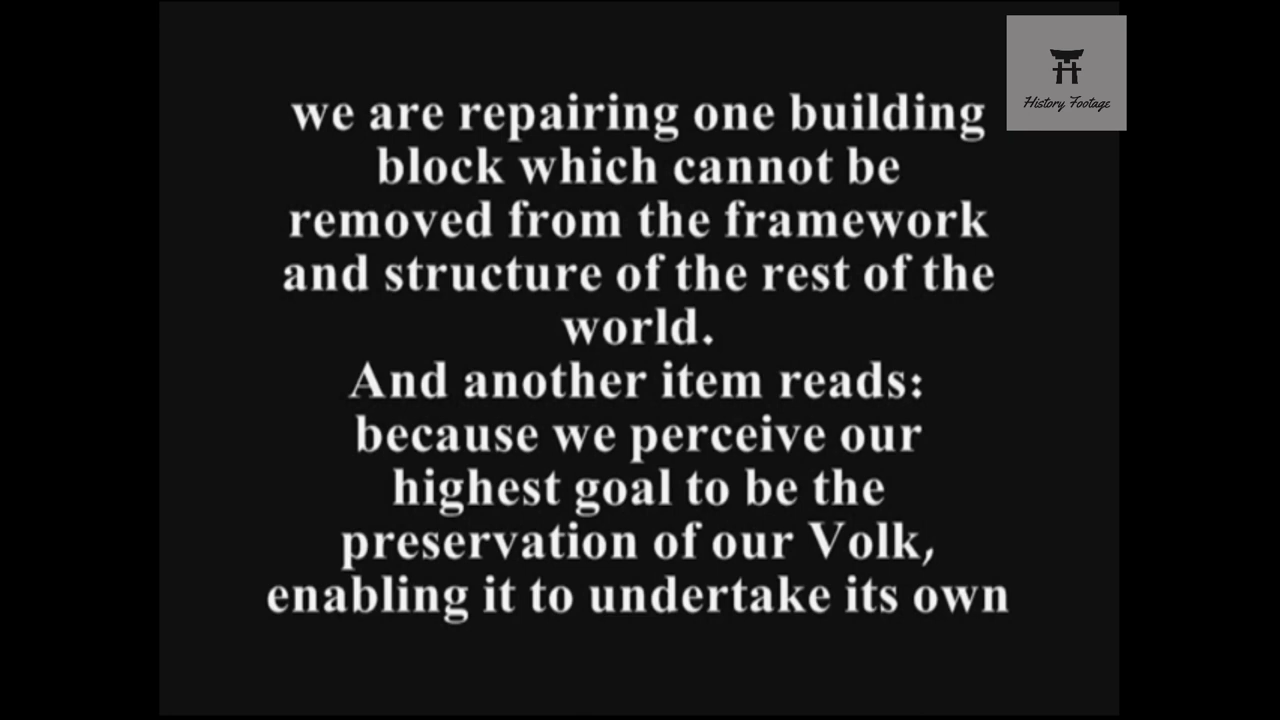 we are repairing one building
block which cannot be
removed from the framework
and structure of the rest of the
world.
And another item reads:
because we perceive our
highest goal to be the
preservation of our Volk,
enabling it to undertake its own
History Footage